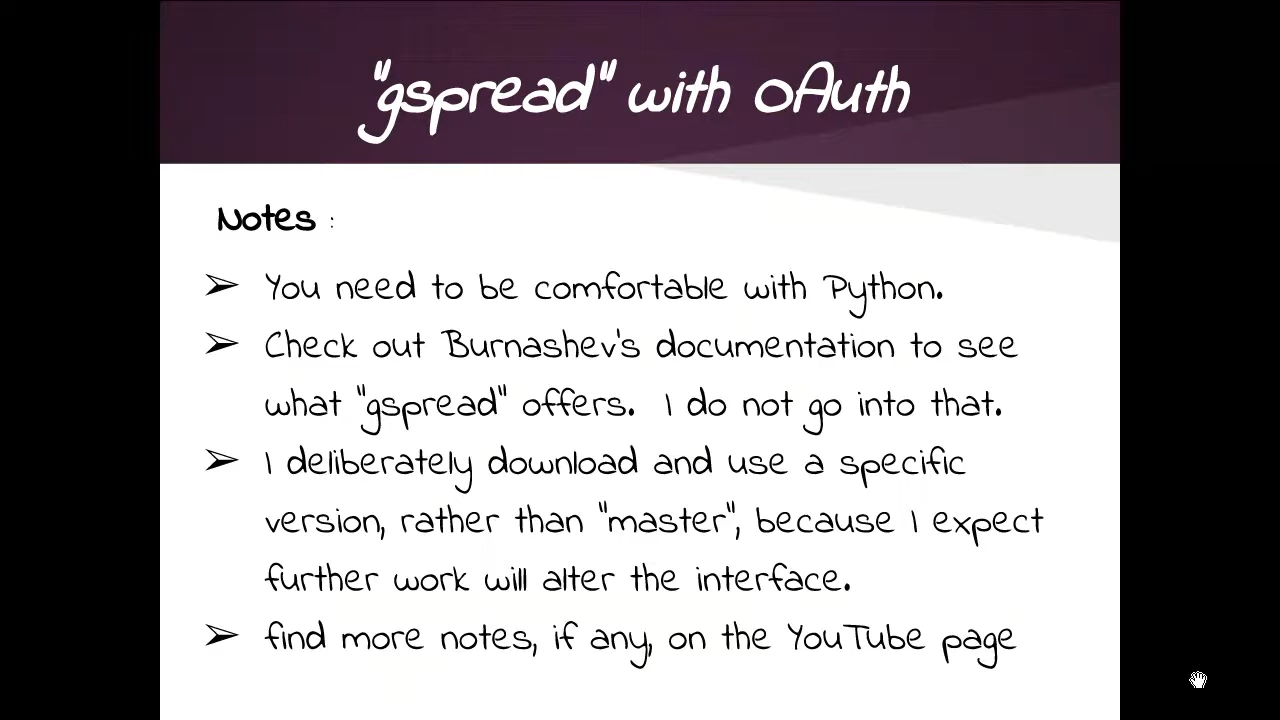 "gspread" with OAuth
Notes :
➢ You need to be comfortable with Python.
➢ Check out Burnashev's documentation to see
what "gspread" offers.  I do not go into that.
➢ I deliberately download and use a specific
version, rather than "master", because I expect
further work will alter the interface.
➢ find more notes, if any, on the YouTube page